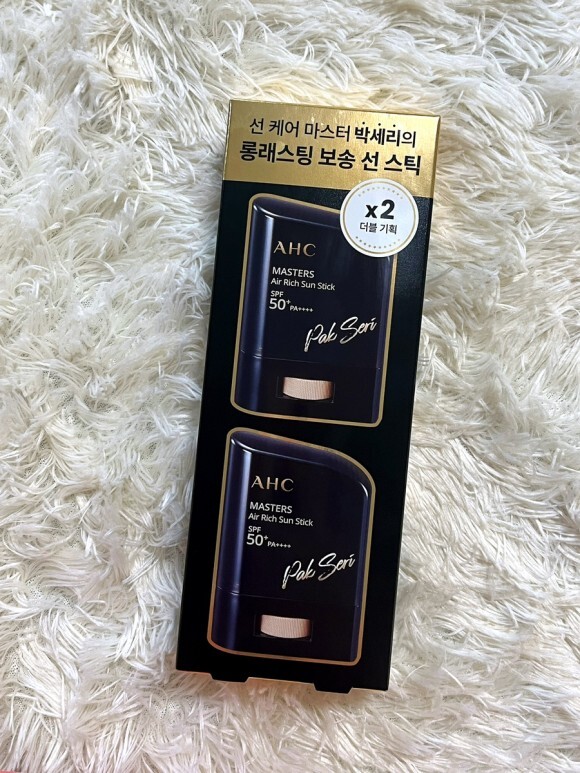 선 케어 마스터 박세리의
롱래스팅 보송 선 스틱
x2
더블 기획
AHC
MASTERS
Air Rich Sun Stick
SPF
50+ PA++++
Pak Seri
AHC
MASTERS
Air Rich Sun Stick
SPF
50+ PA++++
Pak Seri